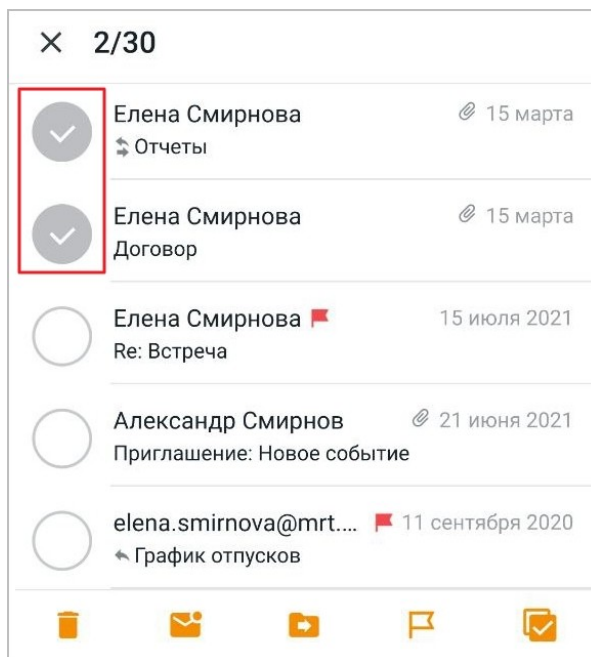 2/30
Елена Смирнова 15 марта
Отчеты
Елена Смирнова 15 марта
Договор
Елена Смирнова 15 июля 2021
Re: Встреча
Александр Смирнов 21 июня 2021
Приглашение: Новое событие
elena.smirnova@mrt.... 11 сентября 2020
График отпусков